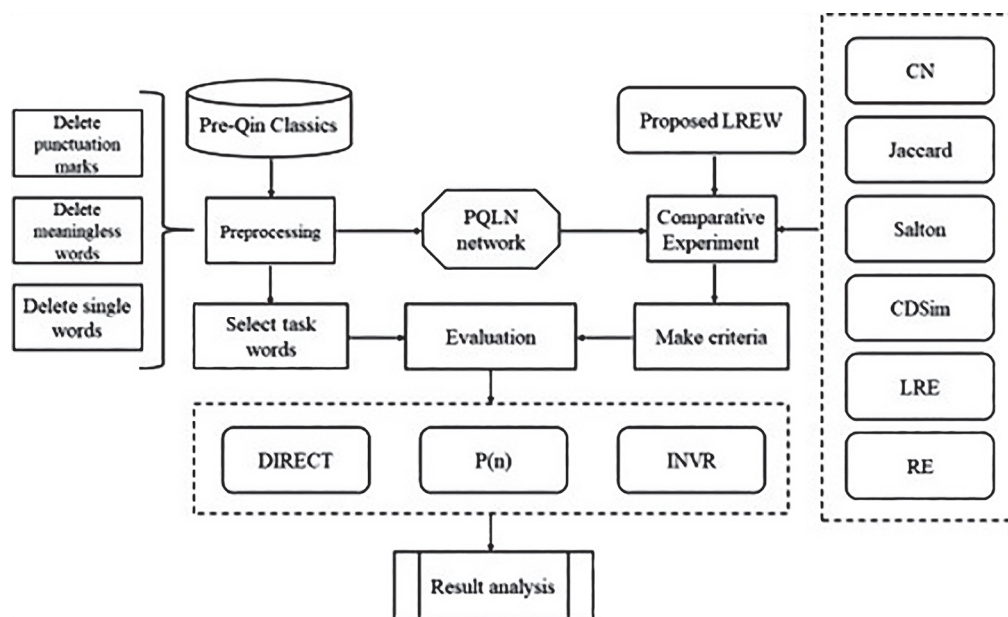 Pre-Qin Classics
Proposed LREW
CN
Delete
punctuation
marks
Jaccard
Delete
meaningless
words
Preprocessing
PQLN
network
Comparative
Experiment
Salton
Delete single
words
Select task
words
Evaluation
Make criteria
CDSim
LRE
DIRECT
P(n)
INVR
RE
Result analysis